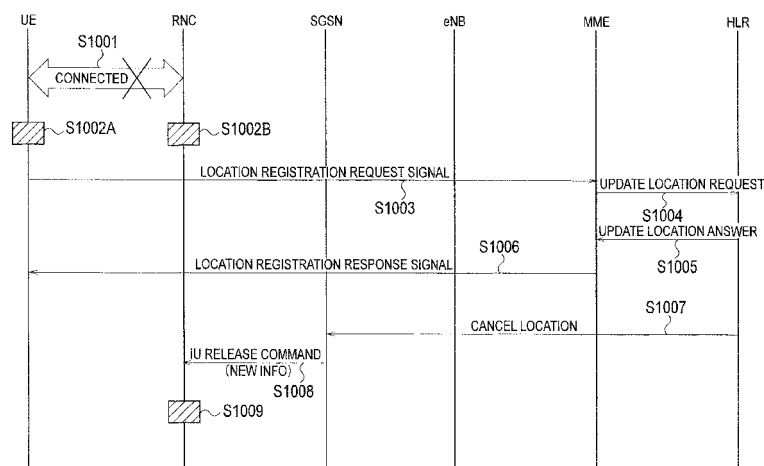 UE RNC SGSN eNB MME HLR
S1001
CONNECTED
S1002A S1002B
LOCATION REGISTRATION REQUEST SIGNAL
S1003
UPDATE LOCATION REQUEST
S1004
UPDATE LOCATION ANSWER
S1005
S1006
LOCATION REGISTRATION RESPONSE SIGNAL
S1007
CANCEL LOCATION
iU RELEASE COMMAND
(NEW INFO)
S1008
S1009